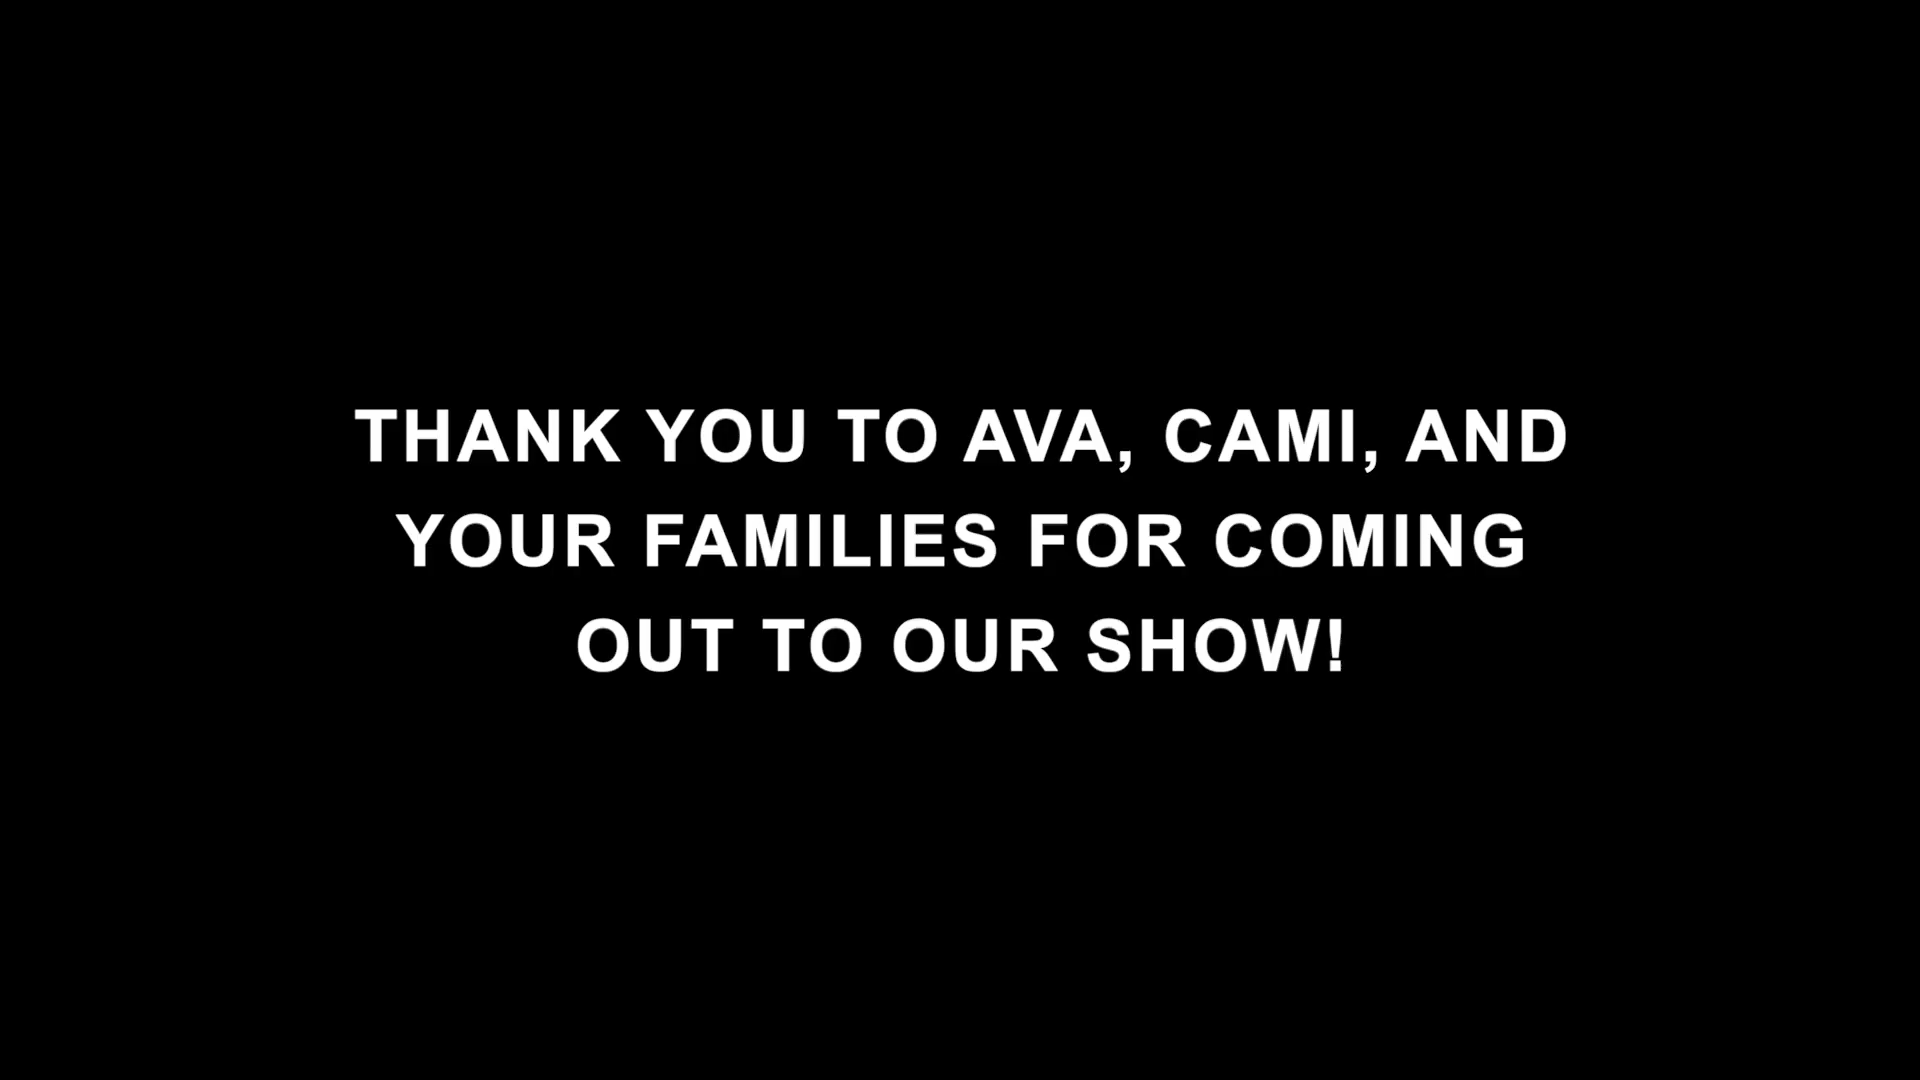 THANK YOU TO AVA, CAMI, AND
YOUR FAMILIES FOR COMING
OUT TO OUR SHOW!